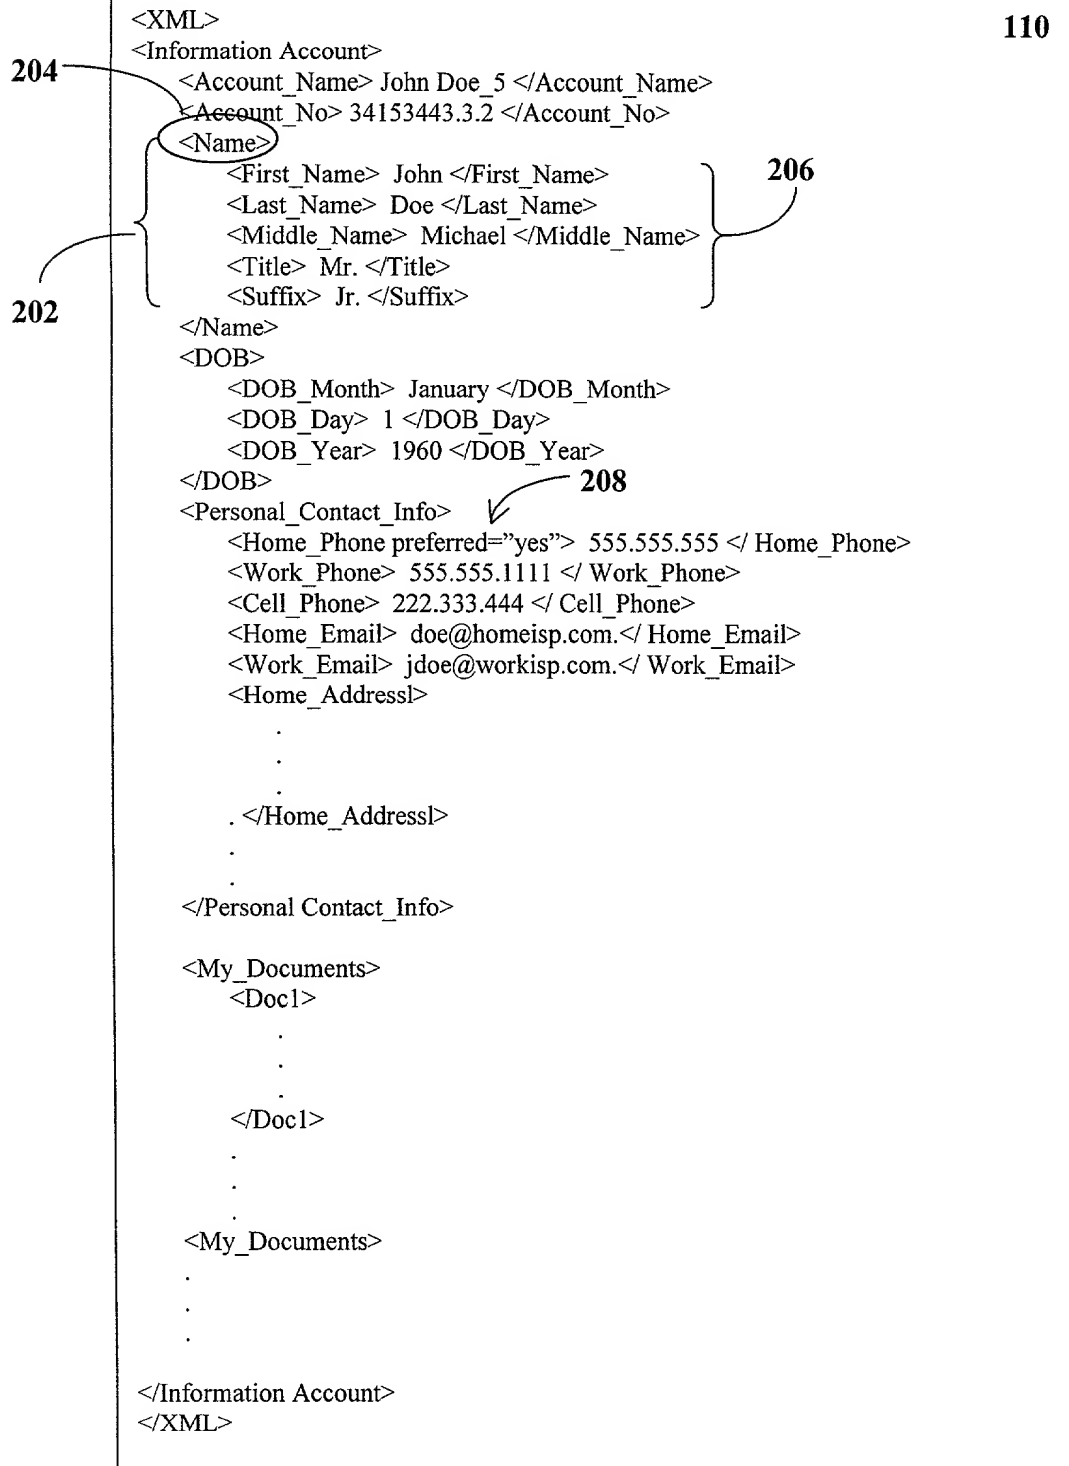 <XML>
110
<Information Account>
204
<Account_Name> John Doe_5 </Account_Name>
<Account_No> 34153443.3.2 </Account_No>
<Name>
<First_Name> John </First_Name>
206
<Last_Name> Doe </Last_Name>
<Middle_Name> Michael </Middle_Name>
<Title> Mr. </Title>
<Suffix> Jr. </Suffix>
202
</Name>
<DOB>
<DOB_Month> January </DOB_Month>
<DOB_Day> 1 </DOB_Day>
<DOB_Year> 1960 </DOB_Year>
</DOB>
208
<Personal_Contact_Info>
<Home_Phone preferred=”yes”> 555.555.555 </ Home_Phone>
<Work_Phone> 555.555.1111 </ Work_Phone>
<Cell_Phone> 222.333.444 </ Cell_Phone>
<Home_Email> doe@homeisp.com.</ Home_Email>
<Work_Email> jdoe@workisp.com.</ Work_Email>
<Home_Addressl>
.
.
.
. </Home_Addressl>
.
.
</Personal Contact_Info>
<My_Documents>
<Doc1>
.
.
.
</Doc1>
.
.
.
<My_Documents>
.
.
.
</Information Account>
</XML>